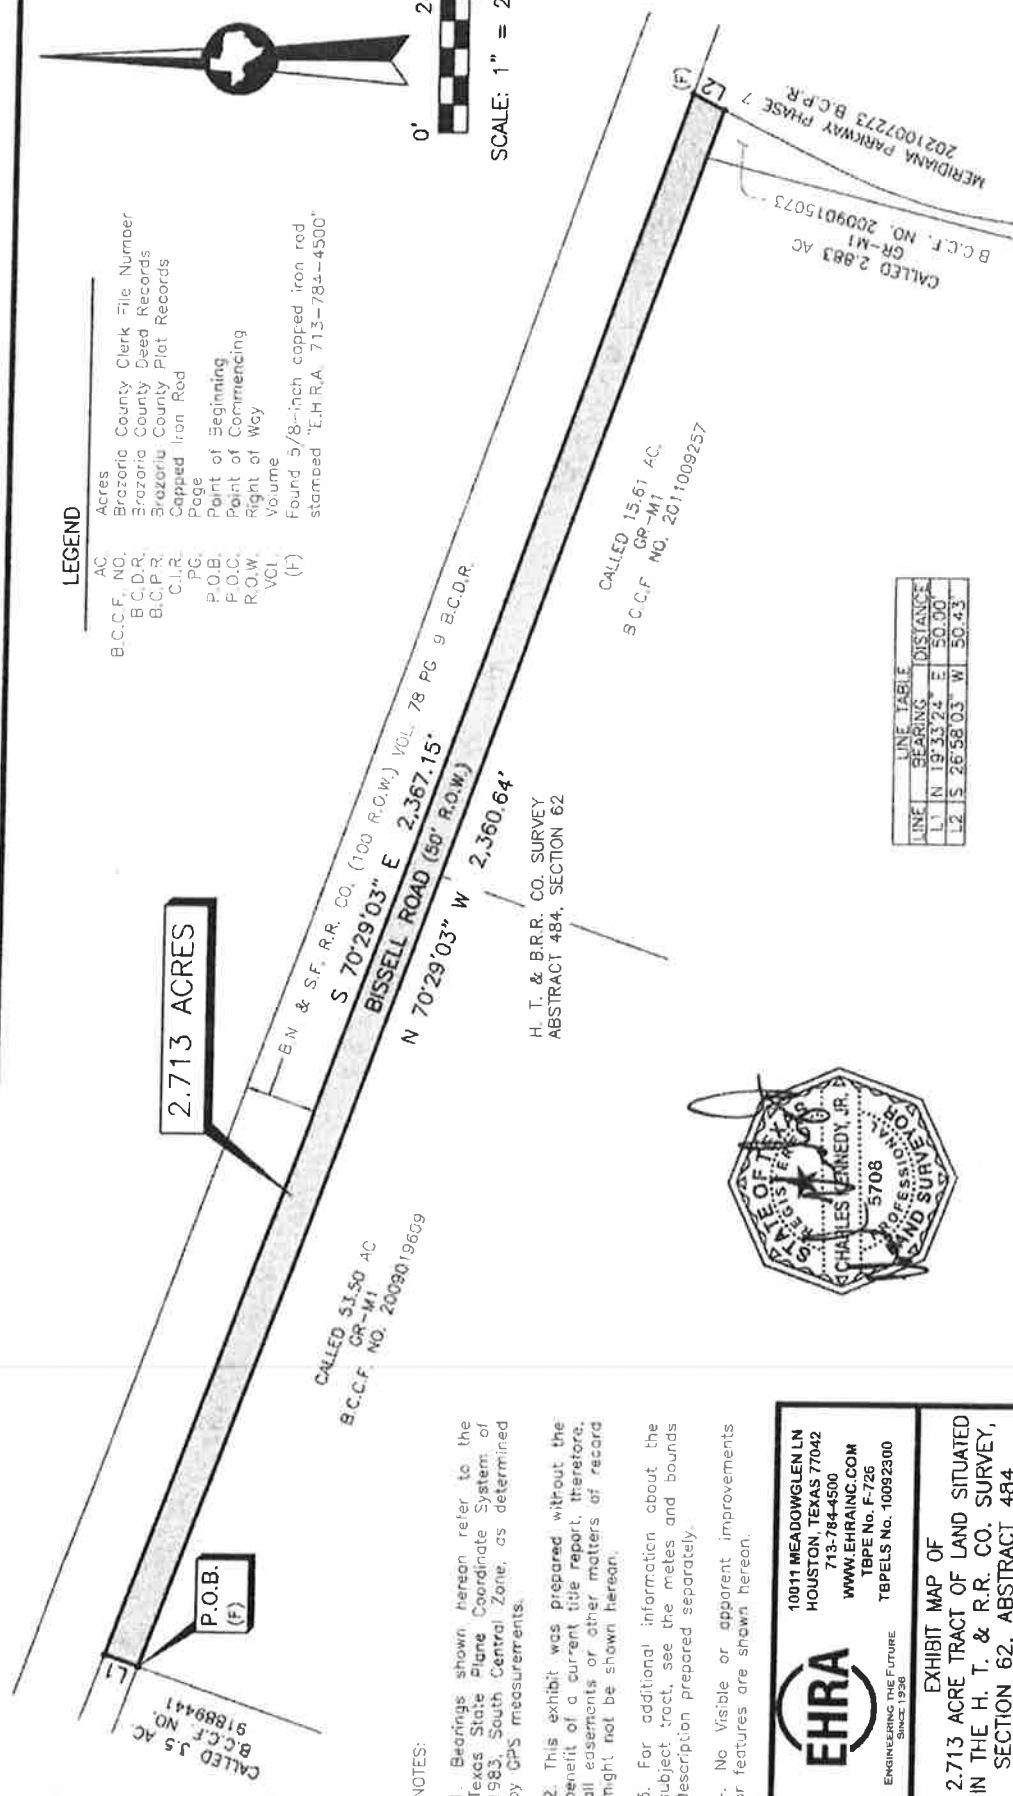 0'
2
SCALE: 1" = 2
LEGEND
AC. Acres
B.C.C.F. NO. Brazoria County Clerk File Number
B.C.D.R. Brazoria County Deed Records
B.C.P.R. Brazoria County Plat Records
C.I.R. Capped Iron Rod
PG. Page
P.O.B. Point of Beginning
P.O.C. Point of Commencing
R.O.W. Right of Way
VOL. Volume
(F) Found 5/8-inch capped iron rod
stamped "E.H.R.A. 713-784-4500"
2.713 ACRES
B.N. & S.F. R.R. CO. (100 R.O.W.) VOL. 78 PG 9 B.C.D.R.
S 70°29'03" E 2,367.15'
BISSELL ROAD (50' R.O.W.)
N 70°29'03" W 2,360.64'
(F)
L2
MERIDIANA PARKWAY PHASE 7
2021007273 B.C.P.R.
CALLED 2.883 AC
GR-M1
B.C.C.F. NO. 2009015073
CALLED 15.61 AC.
GR-M1
B.C.C.F NO. 2011009257
H. T. & B.R.R. CO. SURVEY
ABSTRACT 484, SECTION 62
CALLED 53.50 AC
GR-M1
B.C.C.F. NO. 2009019609
L1
P.O.B.
(F)
CALLED 3.5 AC
B.C.C.F. NO.
91889441
LINE TABLE
LINE BEARING DISTANCE
L1 N 19°33'24" E 50.00'
L2 S 26°58'03" W 50.43'
STATE OF TEXAS
REGISTERED
CHARLES KENNEDY, JR.
5708
PROFESSIONAL
LAND SURVEYOR
NOTES:
Bearings shown hereon refer to the
Texas State Plane Coordinate System of
983, South Central Zone, as determined
by GPS measurements.
2. This exhibit was prepared without the
benefit of a current title report, therefore,
all easements or other matters of record
might not be shown hereon.
3. For additional information about the
subject tract, see the metes and bounds
description prepared separately.
No Visible or apparent improvements
or features are shown hereon.
EHRA
ENGINEERING THE FUTURE
SINCE 1936
10011 MEADOWGLEN LN
HOUSTON, TEXAS 77042
713-784-4500
WWW.EHRAINC.COM
TBPE No. F-726
TBPELS No. 10092300
EXHIBIT MAP OF
2.713 ACRE TRACT OF LAND SITUATED
IN THE H. T. & R.R. CO. SURVEY,
SECTION 62, ABSTRACT 484